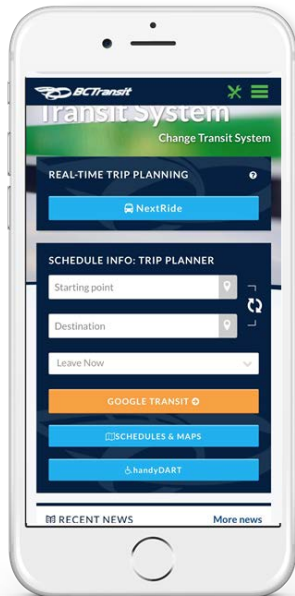 BCTransit
Transit System
Change Transit System
REAL-TIME TRIP PLANNING
NextRide
SCHEDULE INFO: TRIP PLANNER
Starting point
Destination
Leave Now
GOOGLE TRANSIT
SCHEDULES & MAPS
handyDART
RECENT NEWS
More news